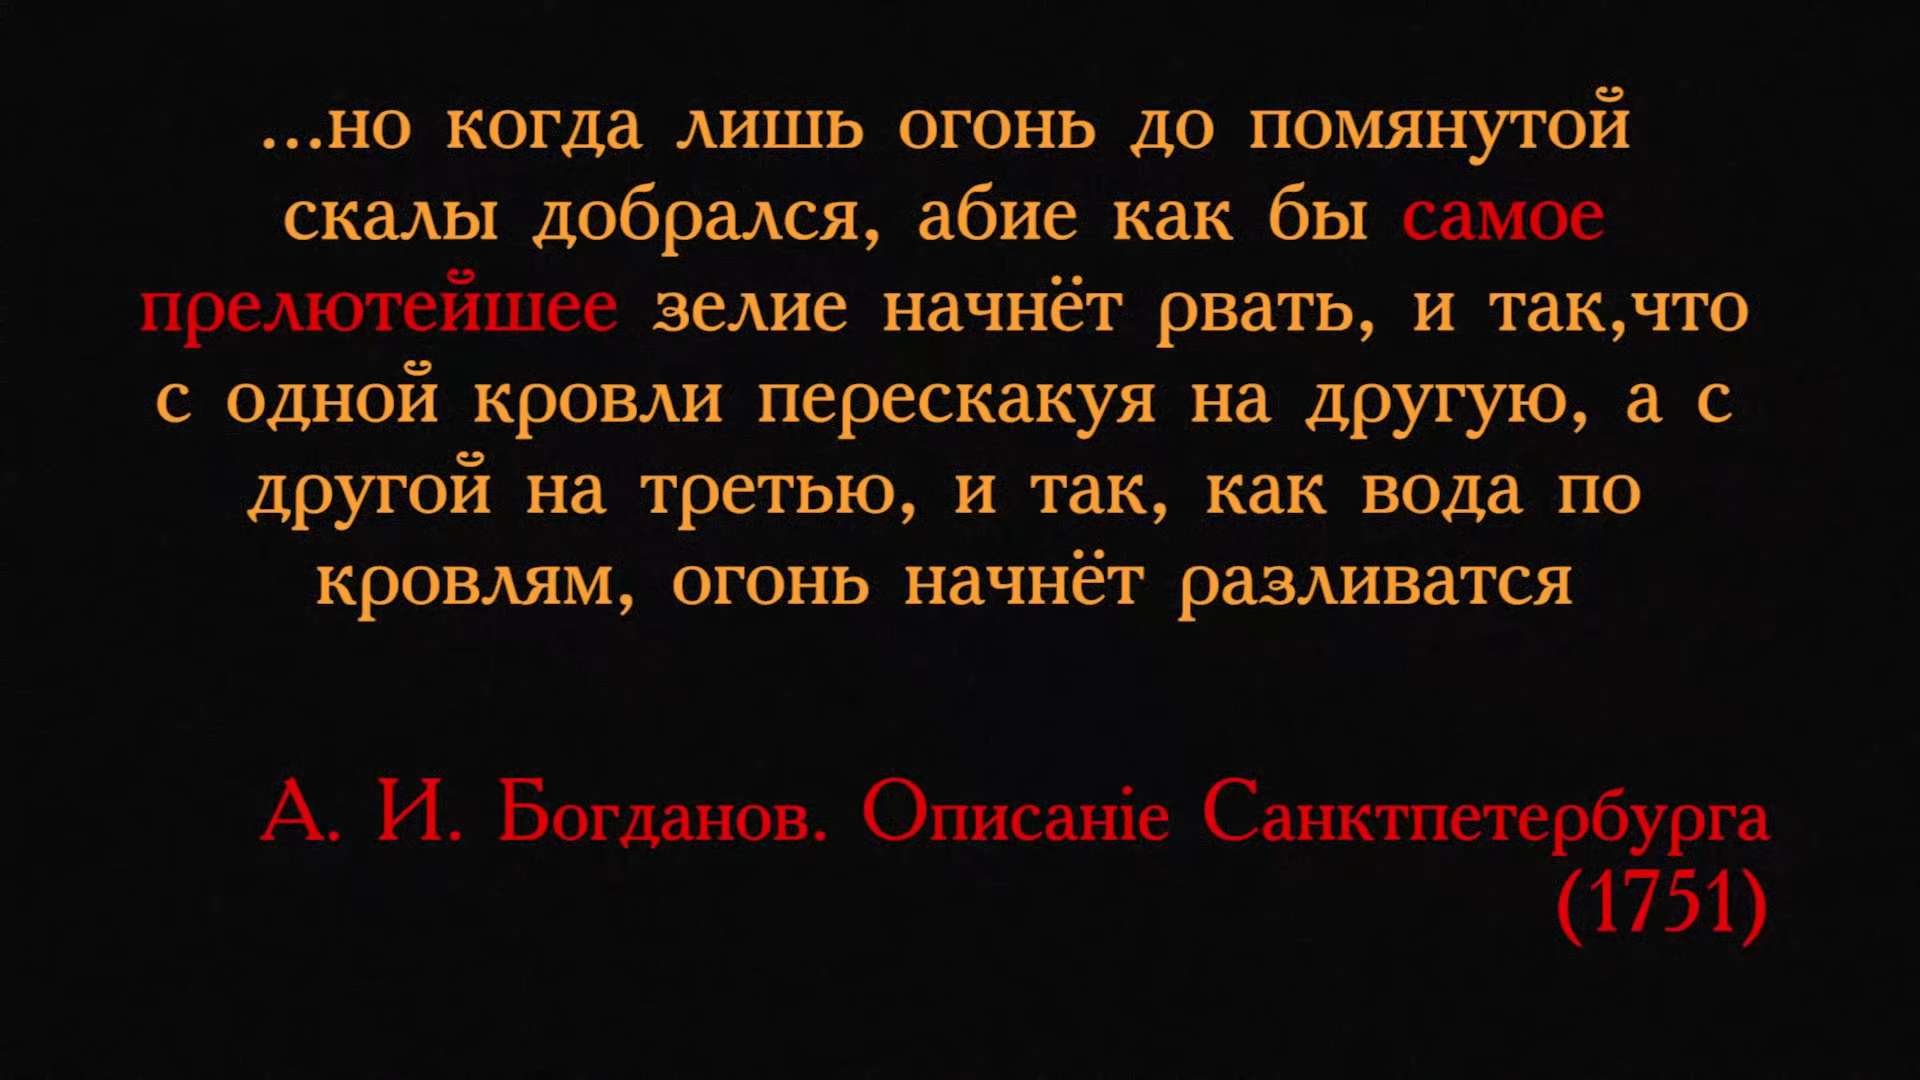 ...но когда лишь огонь до помянутой
скалы добрался, абие как бы самое
прелютейшее зелие начнёт рвать, и так,что
с одной кровли перескакуя на другую, а с
другой на третью, и так, как вода по
кровлям, огонь начнёт разливатся
А. И. Богданов. Описаніе Санктпетербурга
(1751)